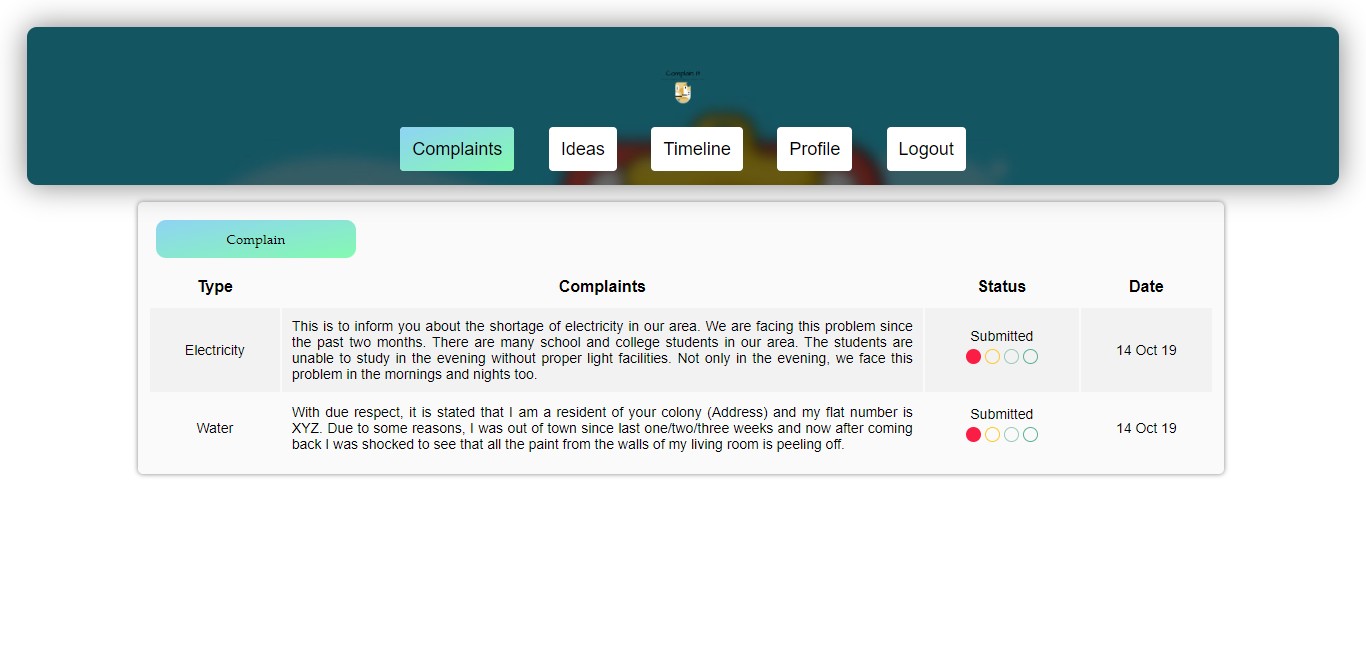 Complain It
Complaints Ideas Timeline Profile Logout
Complain
Type Complaints Status Date
Electricity
This is to inform you about the shortage of electricity in our area. We are facing this problem since
the past two months. There are many school and college students in our area. The students are
unable to study in the evening without proper light facilities. Not only in the evening, we face this
problem in the mornings and nights too.
Submitted
14 Oct 19
Water
With due respect, it is stated that I am a resident of your colony (Address) and my flat number is
XYZ. Due to some reasons, I was out of town since last one/two/three weeks and now after coming
back I was shocked to see that all the paint from the walls of my living room is peeling off.
Submitted
14 Oct 19